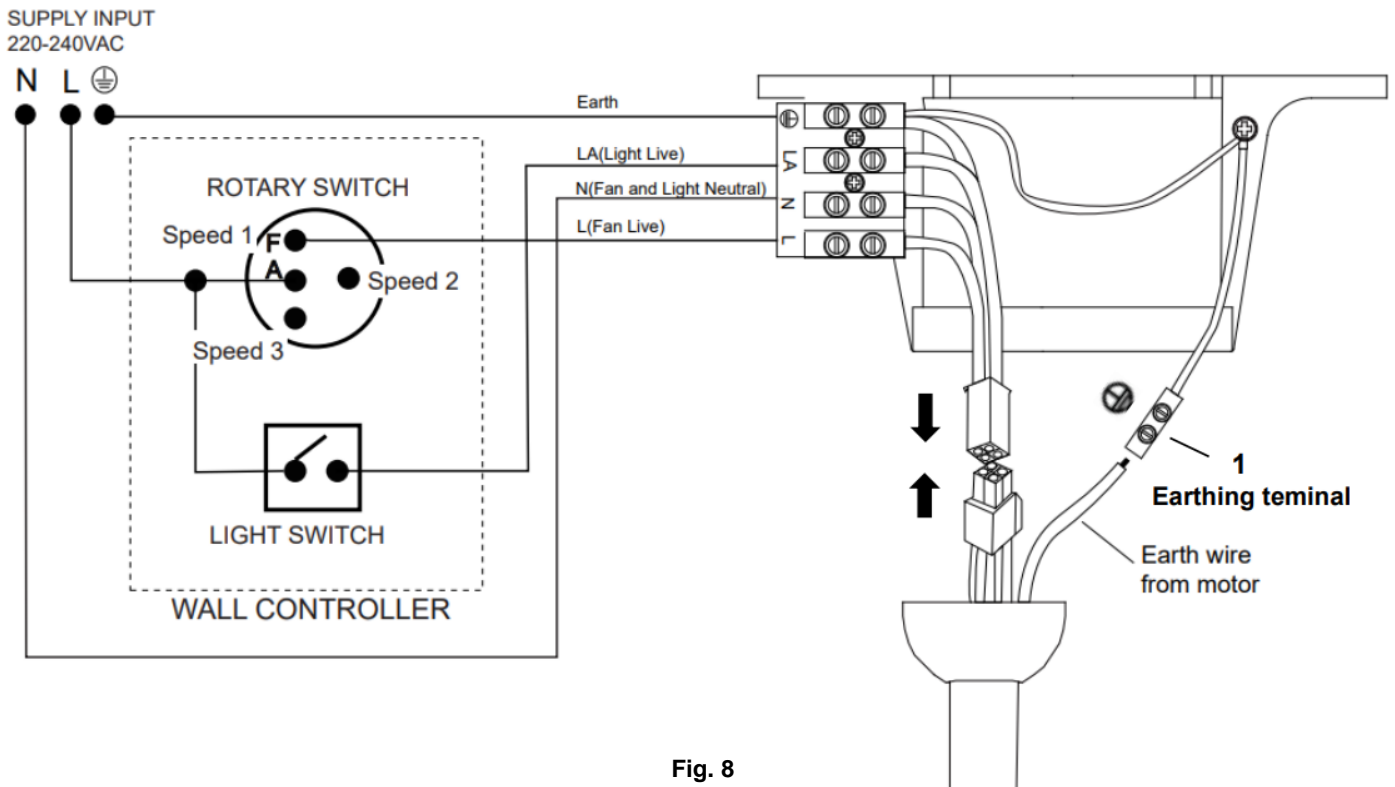 SUPPLY INPUT
220-240VAC
N L
Earth
LA(Light Live)
N(Fan and Light Neutral)
L(Fan Live)
LA
N
L
ROTARY SWITCH
Speed 1
F
A
Speed 2
Speed 3
LIGHT SWITCH
WALL CONTROLLER
1
Earthing teminal
Earth wire
from motor
Fig. 8